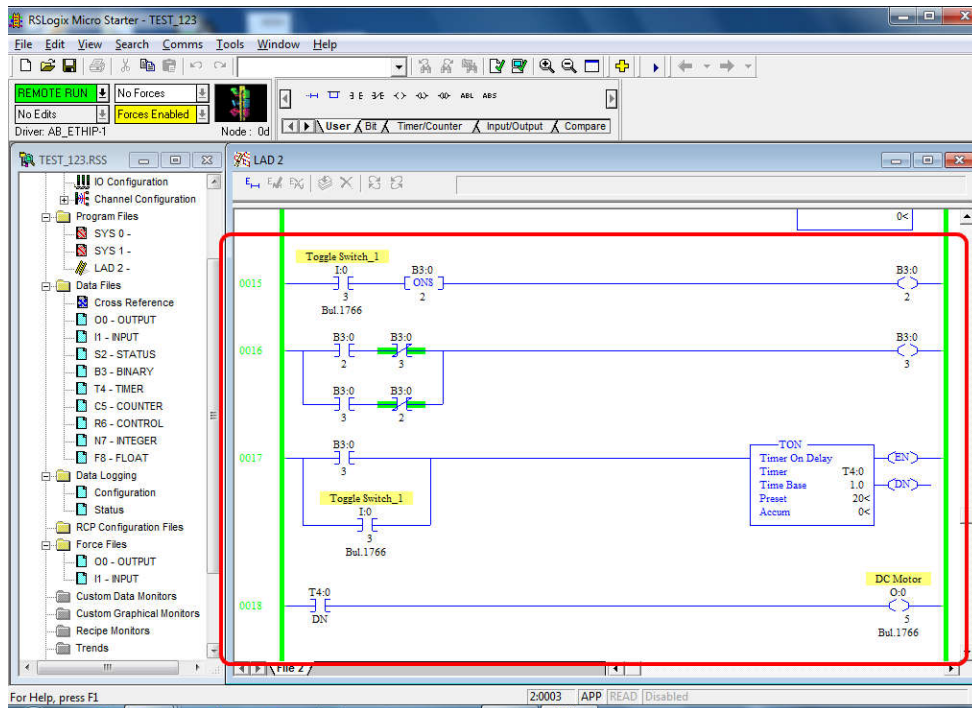 RSLogix Micro Starter - TEST_123
File Edit View Search Comms Tools Window Help
REMOTE RUN No Forces
No Edits Forces Enabled
Driver: AB_ETHIP-1 Node : 0d
ABL ABS
User Bit Timer/Counter Input/Output Compare
TEST_123.RSS
IO Configuration
Channel Configuration
Program Files
SYS 0 -
SYS 1 -
LAD 2 -
Data Files
Cross Reference
O0 - OUTPUT
I1 - INPUT
S2 - STATUS
B3 - BINARY
T4 - TIMER
C5 - COUNTER
R6 - CONTROL
N7 - INTEGER
F8 - FLOAT
Data Logging
Configuration
Status
RCP Configuration Files
Force Files
O0 - OUTPUT
I1 - INPUT
Custom Data Monitors
Custom Graphical Monitors
Recipe Monitors
Trends
LAD 2
0<
Toggle Switch_1
I:0 B3:0 B3:0
0015 ONS
3 2 2
Bul.1766
B3:0 B3:0 B3:0
0016
2 3 3
B3:0 B3:0
3 2
B3:0
0017
3
TON
Timer On Delay EN
Timer T4:0
Time Base 1.0 DN
Preset 20<
Accum 0<
Toggle Switch_1
I:0
3
Bul.1766
DC Motor
T4:0 O:0
0018
DN 5
Bul.1766
File 2
For Help, press F1 2:0003 APP READ Disabled